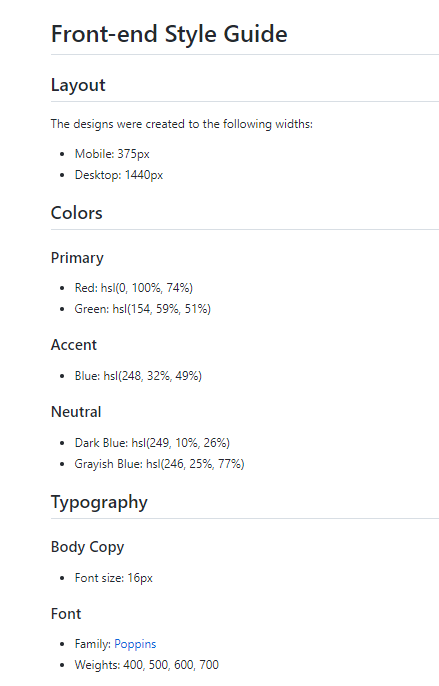 Front-end Style Guide
Layout
The designs were created to the following widths:
Mobile: 375px
Desktop: 1440px
Colors
Primary
Red: hsl(0, 100%, 74%)
Green: hsl(154, 59%, 51%)
Accent
Blue: hsl(248, 32%, 49%)
Neutral
Dark Blue: hsl(249, 10%, 26%)
Grayish Blue: hsl(246, 25%, 77%)
Typography
Body Copy
Font size: 16px
Font
Family: Poppins
Weights: 400, 500, 600, 700